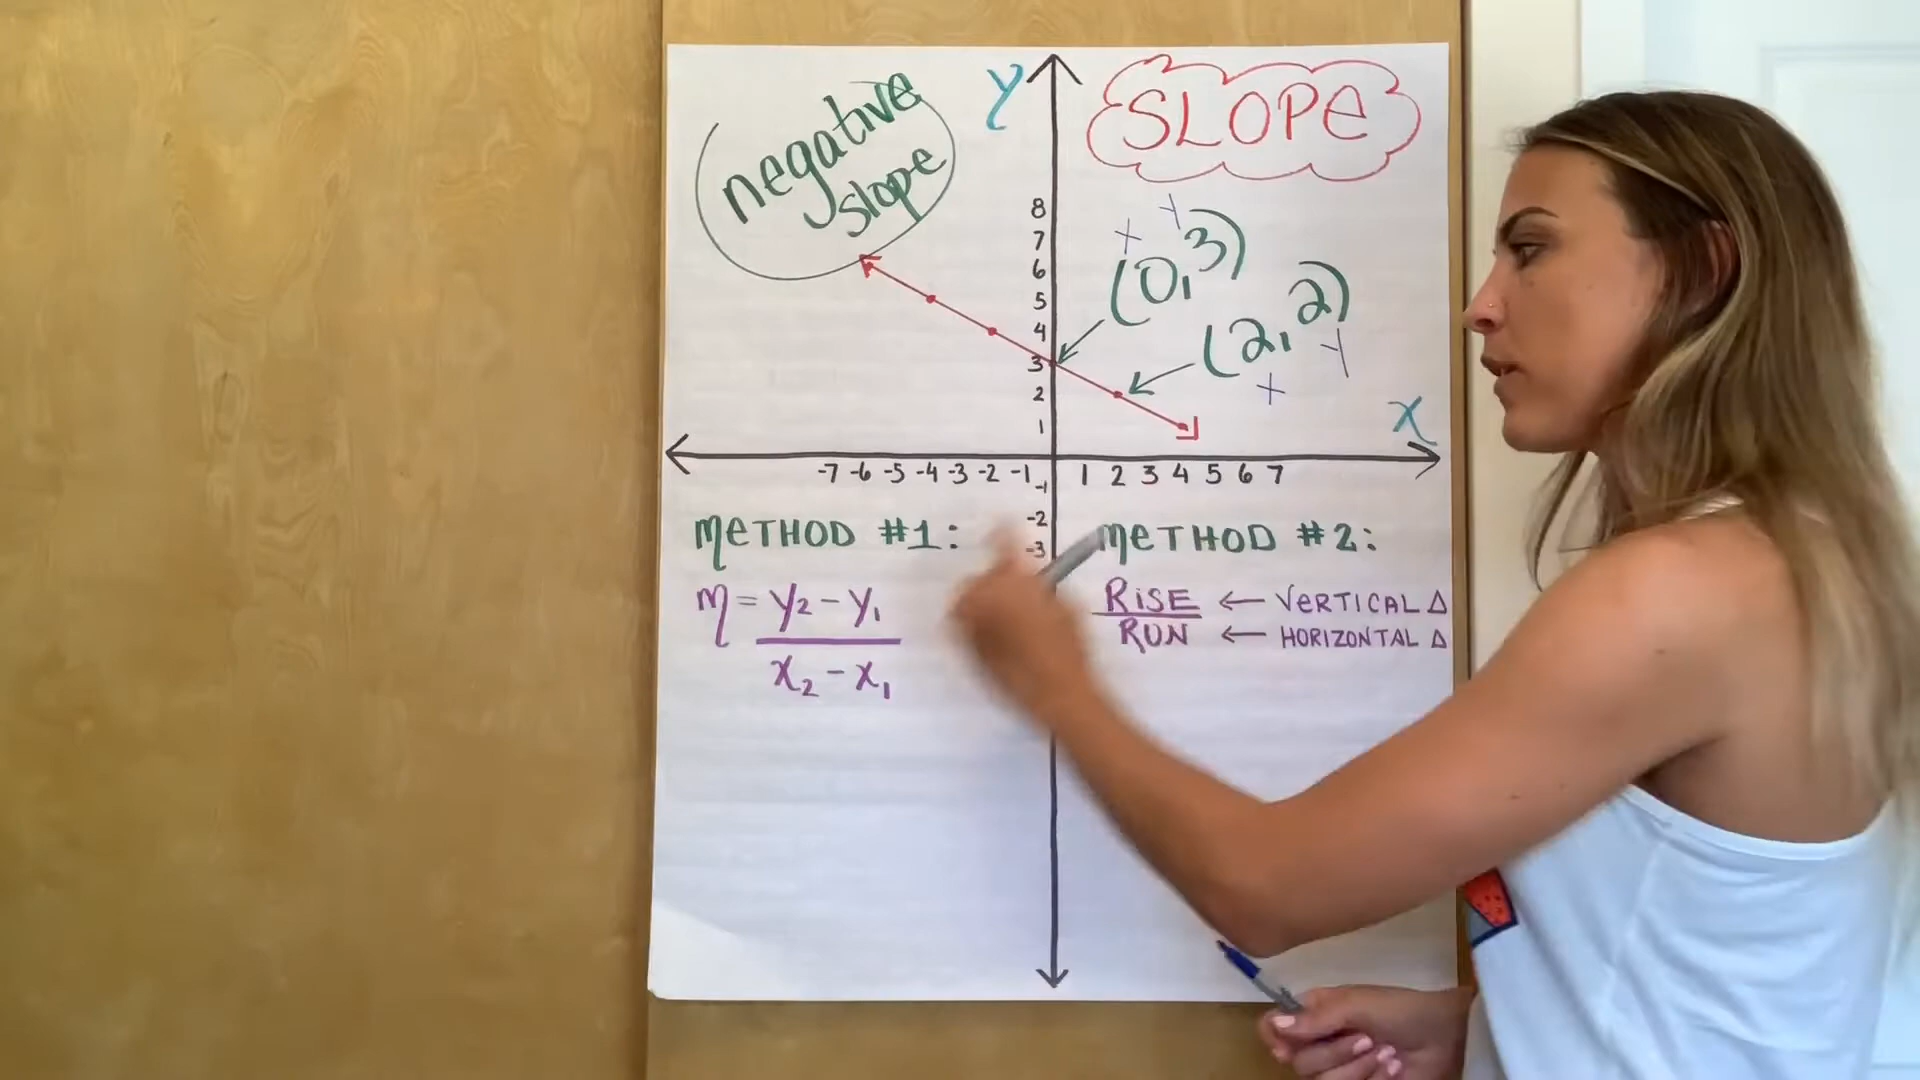 negative
slope
y
SLOPE
8
7
6
5
4
3
2
1
x y
(0, 3)
(2, 2)
x y
x
-7 -6 -5 -4 -3 -2 -1 1 2 3 4 5 6 7
-1
-2
-3
METHOD #1:
m = y₂ - y₁
x₂ - x₁
METHOD #2:
RISE ← VERTICAL Δ
RUN ← HORIZONTAL Δ